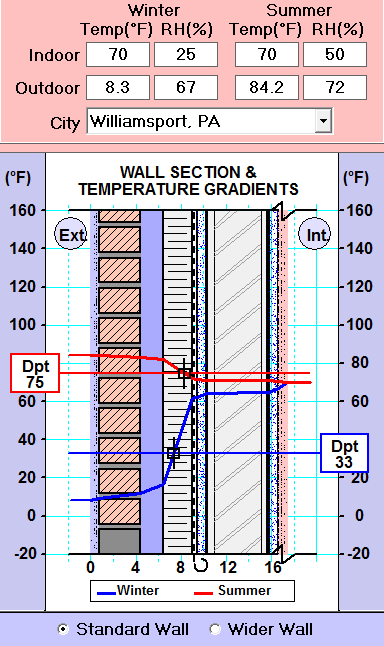 Winter Summer
Temp(°F) RH(%) Temp(°F) RH(%)
Indoor 70 25 70 50
Outdoor 8.3 67 84.2 72
City Williamsport, PA
WALL SECTION &
TEMPERATURE GRADIENTS
(°F) (°F)
160 160
Ext. Int.
140 140
120 120
100 100
80 80
Dpt
75
60 60
40 40
Dpt
33
20 20
0 0
-20 -20
0 4 8 12 16
Winter Summer
Standard Wall Wider Wall